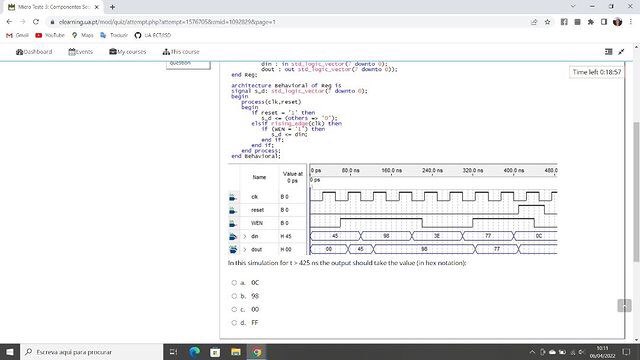 Micro Teste 3: Componentes Seq
elearning.ua.pt/mod/quiz/attempt.php?attempt=1576705&cmid=1092829&page=1
Gmail YouTube Maps Traduzir UA ECT/ISD
Dashboard Events My courses This course
question
Time left 0:18:57
din : in std_logic_vector(7 downto 0);
dout : out std_logic_vector(7 downto 0));
end Reg;
architecture Behavioral of Reg is
signal s_d: std_logic_vector(7 downto 0);
begin
process(clk,reset)
begin
if reset = '1' then
s_d <= (others => '0');
elsif rising_edge(clk) then
if (WEN = '1') then
s_d <= din;
end if;
end if;
end process;
end Behavioral;
Name Value at 0 ps
0 ps 80.0 ns 160.0 ns 240.0 ns 320.0 ns 400.0 ns 480.0
0 ps
clk B 0
reset B 0
WEN B 0
> din H 45 45 98 3E 77 0C
> dout H 00 00 45 98 77
In this simulation for t > 425 ns the output should take the value (in hex notation):
a. 0C
b. 98
c. 00
d. FF
Escreva aqui para procurar
10:11
06/04/2022